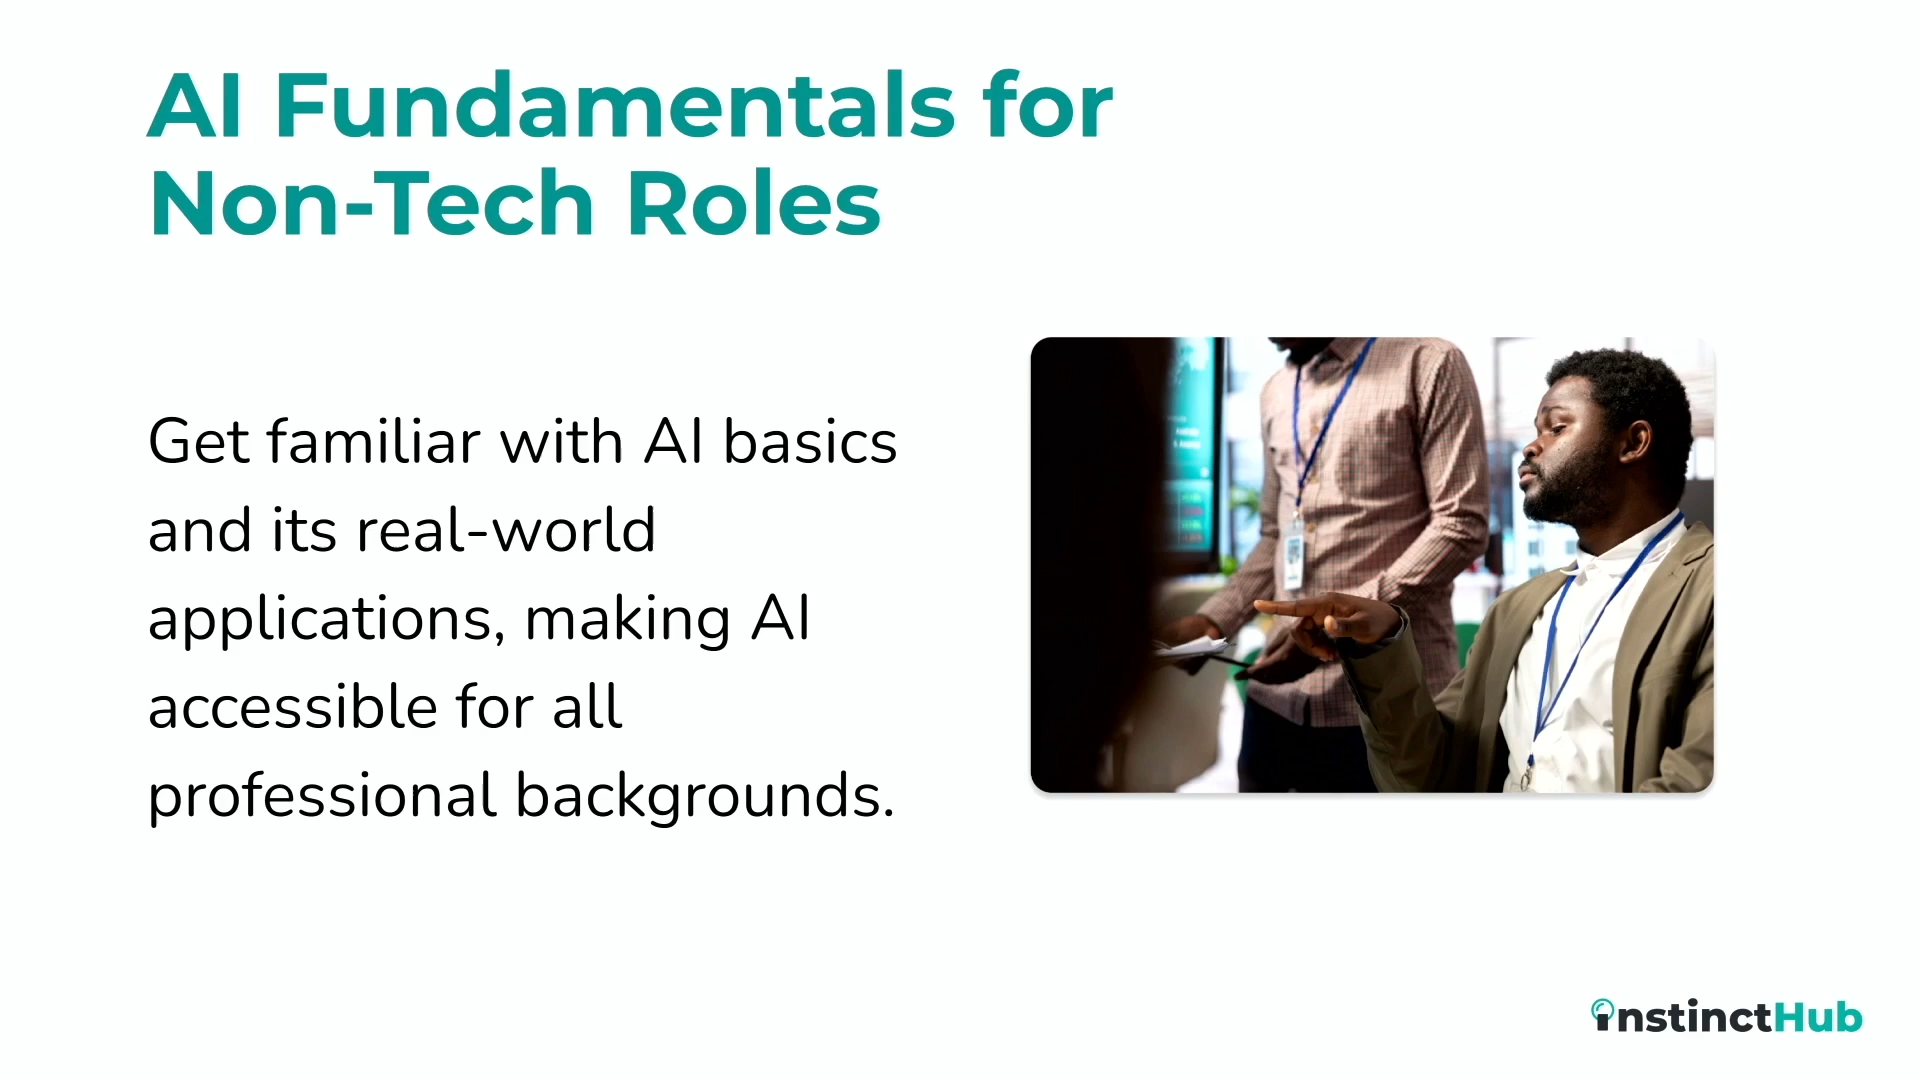 AI Fundamentals for
Non-Tech Roles
Get familiar with AI basics
and its real-world
applications, making AI
accessible for all
professional backgrounds.
instinctHub